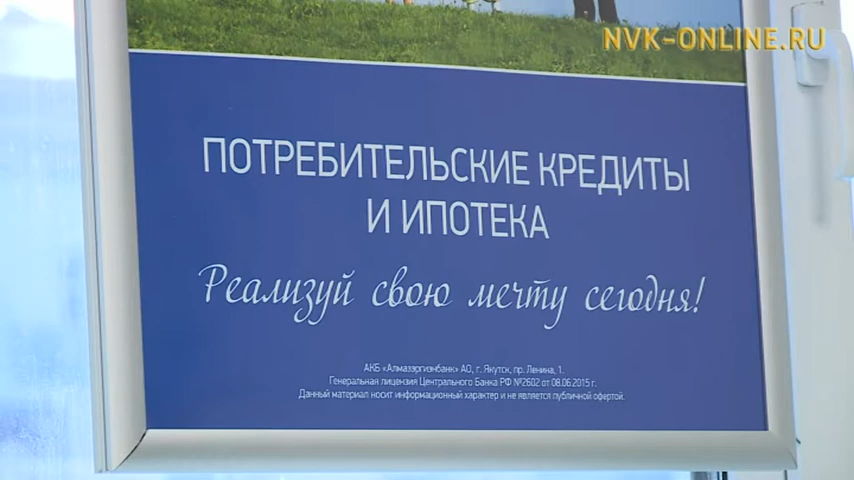 NVK-ONLINE.RU
ПОТРЕБИТЕЛЬСКИЕ КРЕДИТЫ
И ИПОТЕКА
Реализуй свою мечту сегодня!
АКБ «Алмазэргиэнбанк» АО, г. Якутск, пр. Ленина, 1.
Генеральная лицензия Центрального Банка РФ №2602 от 08.06.2015 г.
Данный материал носит информационный характер и не является публичной офертой.